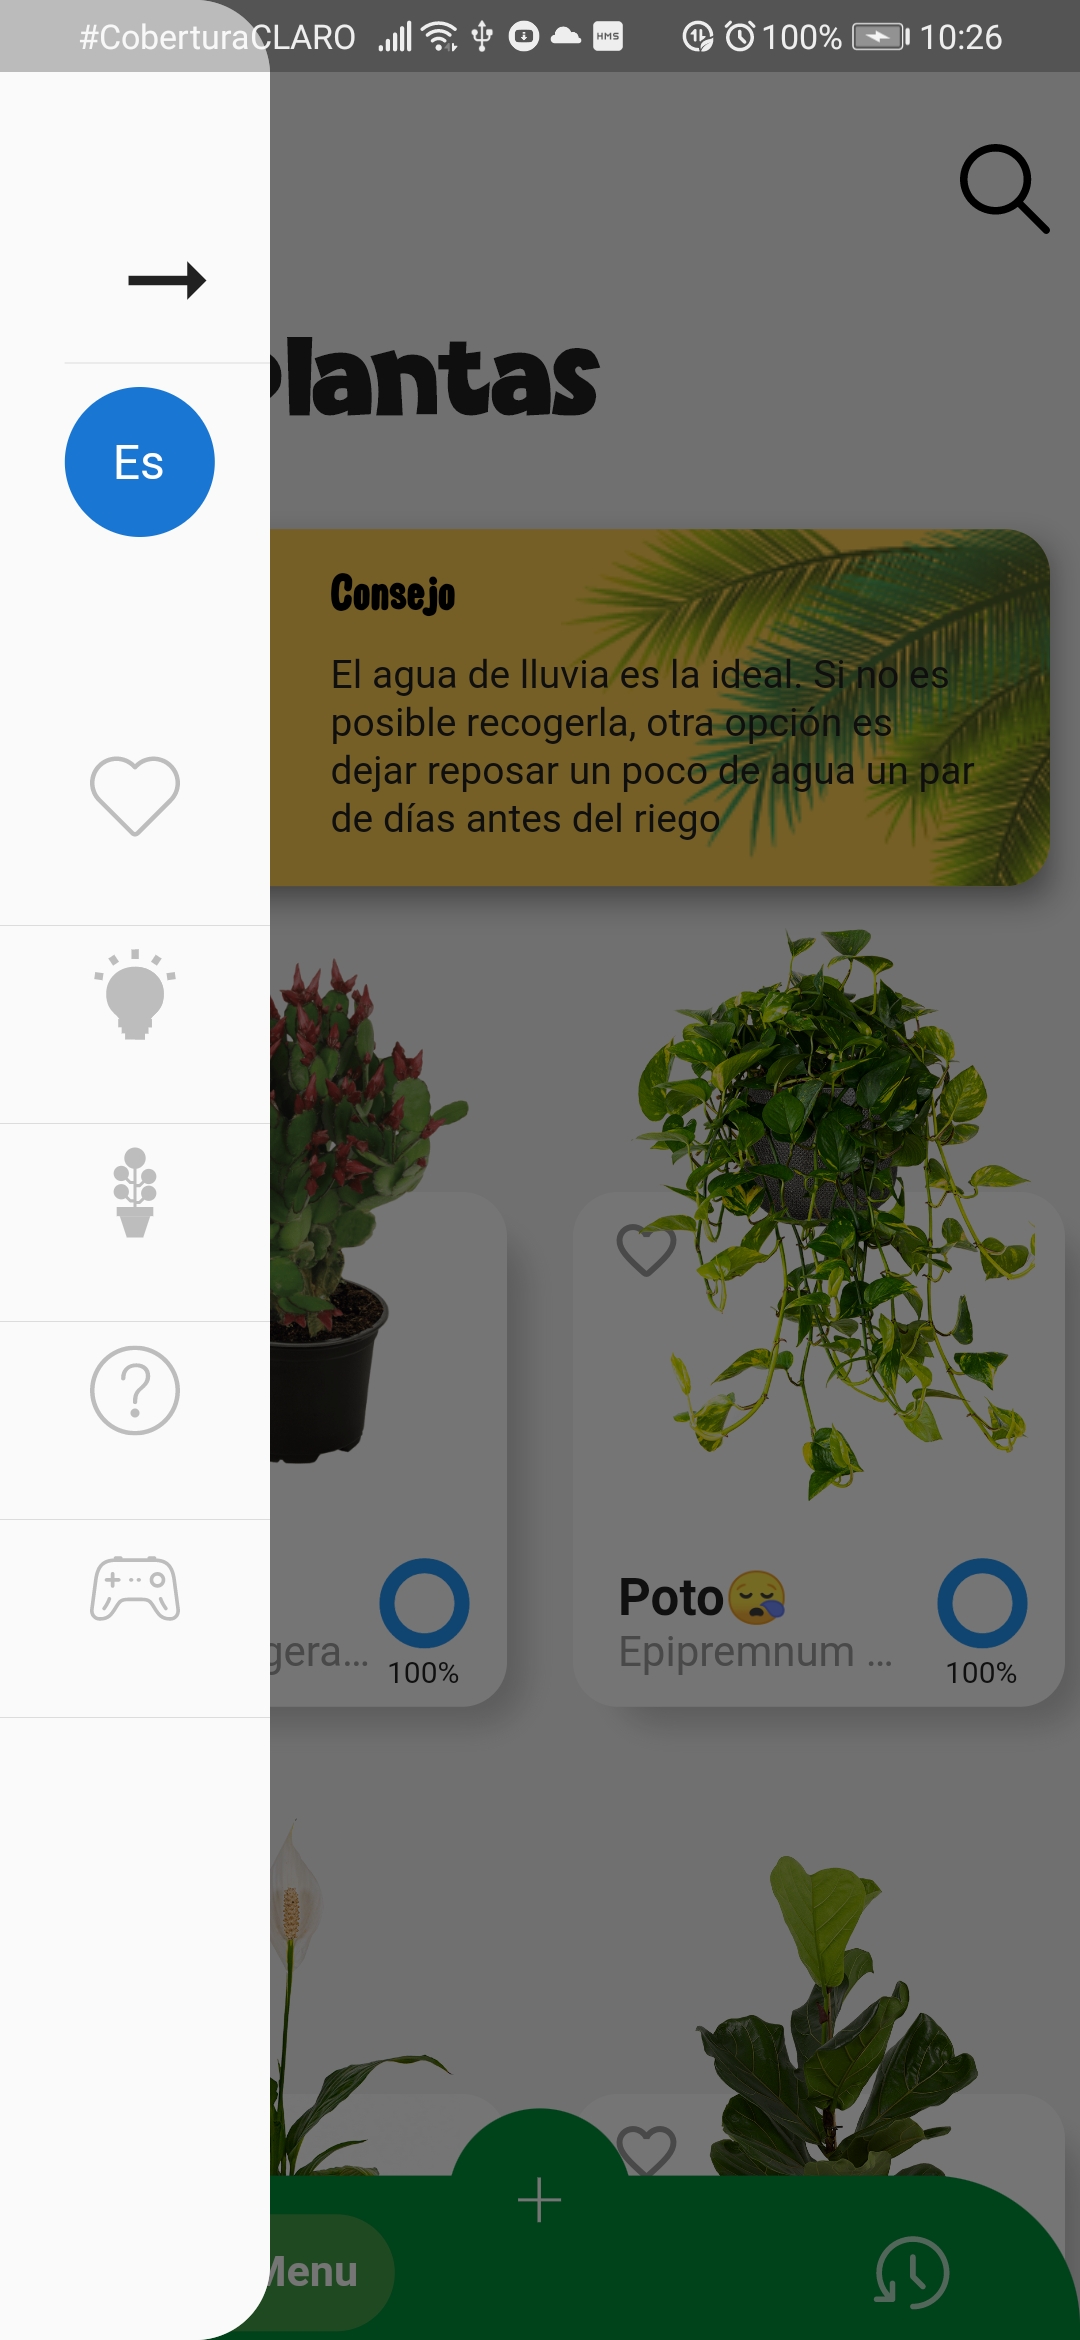 #CoberturaCLARO HMS 100% 10:26
lantas
Es
Consejo
El agua de lluvia es la ideal. Si no es
posible recogerla, otra opción es
dejar reposar un poco de agua un par
de días antes del riego
gera... 100%
Poto😪
Epipremnum ... 100%
Menu